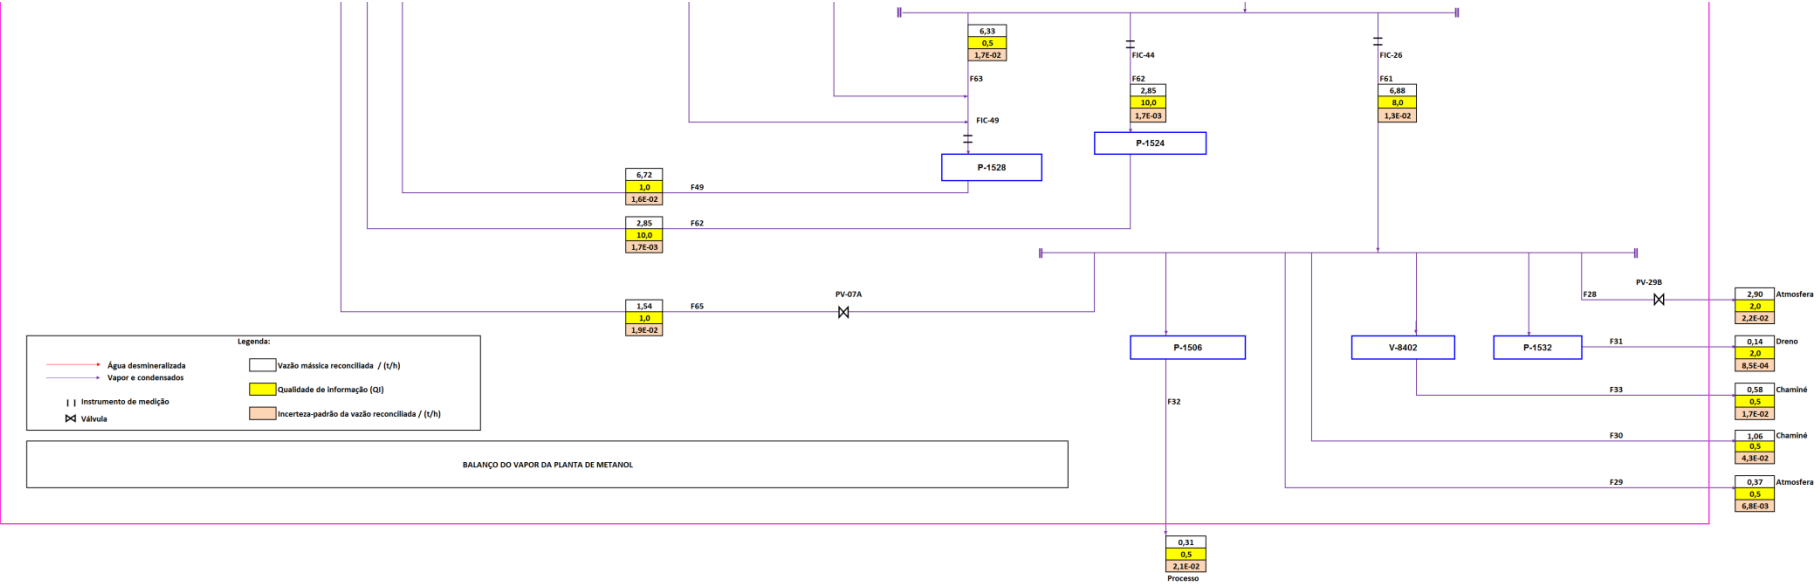 6,33
0,5
1,7E-02
F63
FIC-49
P-1528
FIC-44
F62
2,85
10,0
1,7E-03
P-1524
FIC-26
F61
6,88
8,0
1,3E-02
6,72
1,0
1,6E-02
F49
2,85
10,0
1,7E-03
F62
1,54
1,0
1,9E-02
F65
PV-07A
PV-29B
F28
2,90
2,0
2,2E-02
Atmosfera
P-1506
V-8402
P-1532
F31
0,14
2,0
8,5E-04
Dreno
F33
0,58
0,5
1,7E-02
Chaminé
F32
F30
1,06
0,5
4,3E-02
Chaminé
F29
0,37
0,5
6,8E-03
Atmosfera
0,31
0,5
2,1E-02
Processo
Legenda:
Água desmineralizada
Vapor e condensados
Instrumento de medição
Válvula
Vazão mássica reconciliada / (t/h)
Qualidade de informação (QI)
Incerteza-padrão da vazão reconciliada / (t/h)
BALANÇO DO VAPOR DA PLANTA DE METANOL